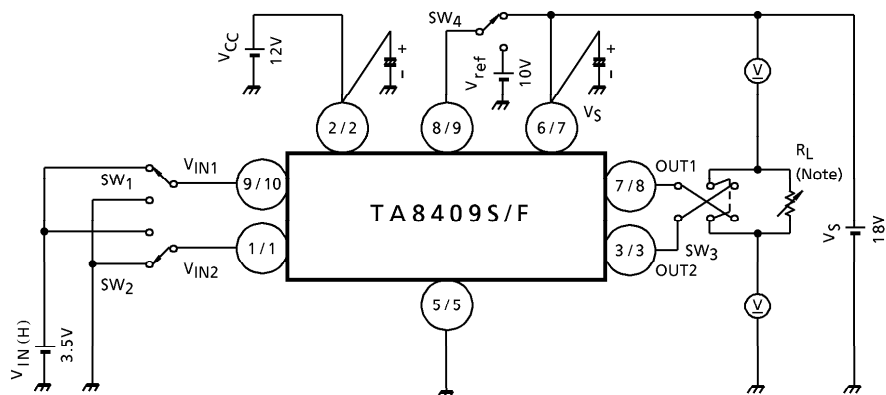 SW4
VCC
12V
+
-
Vref
10V
+
-
VS
2/2
8/9
6/7
V
VIN1
SW1
9/10
7/8
OUT1
RL
(Note)
TA8409S/F
VS
18V
1/1
3/3
SW3
OUT2
SW2
VIN2
5/5
V
VIN(H)
3.5V